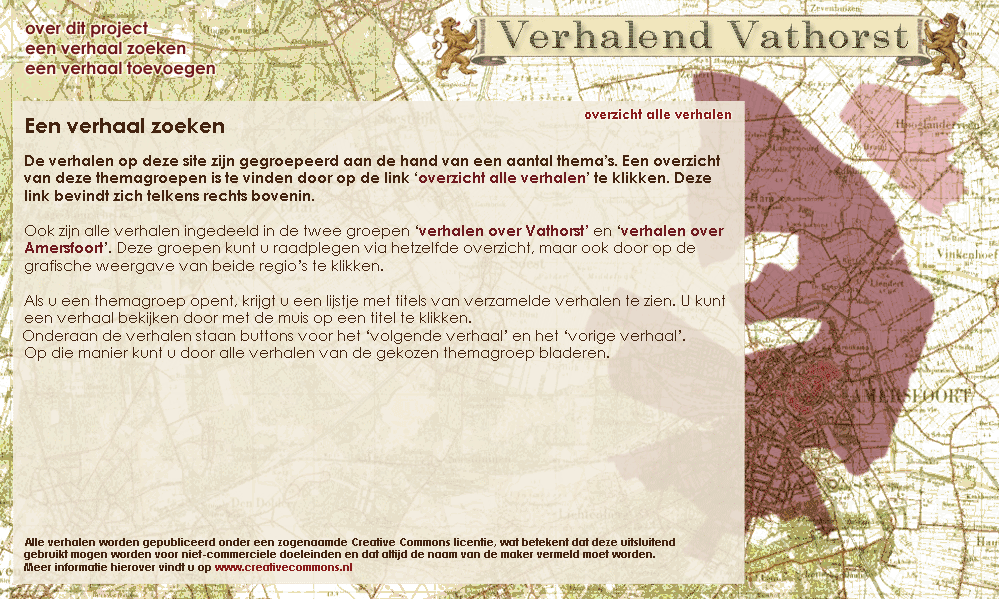 over dit project
een verhaal zoeken
een verhaal toevoegen
Verhalend Vathorst
overzicht alle verhalen
Een verhaal zoeken
De verhalen op deze site zijn gegroepeerd aan de hand van een aantal thema's. Een overzicht
van deze themagroepen is te vinden door op de link ‘overzicht alle verhalen’ te klikken. Deze
link bevindt zich telkens rechts bovenin.
Ook zijn alle verhalen ingedeeld in de twee groepen ‘verhalen over Vathorst’ en ‘verhalen over
Amersfoort’. Deze groepen kunt u raadplegen via hetzelfde overzicht, maar ook door op de
grafische weergave van beide regio’s te klikken.
Als u een themagroep opent, krijgt u een lijstje met titels van verzamelde verhalen te zien. U kunt
een verhaal bekijken door met de muis op een titel te klikken.
Onderaan de verhalen staan buttons voor het ‘volgende verhaal’ en het ‘vorige verhaal’.
Op die manier kunt u door alle verhalen van de gekozen themagroep bladeren.
Alle verhalen worden gepubliceerd onder een zogenaamde Creative Commons licentie, wat betekent dat deze uitsluitend
gebruikt mogen worden voor niet-commerciele doeleinden en dat altijd de naam van de maker vermeld moet worden.
Meer informatie hierover vindt u op www.creativecommons.nl
Zevenhuizen
Hooglanderveen
Vinkenhoef
Liendert
AMERSFOORT